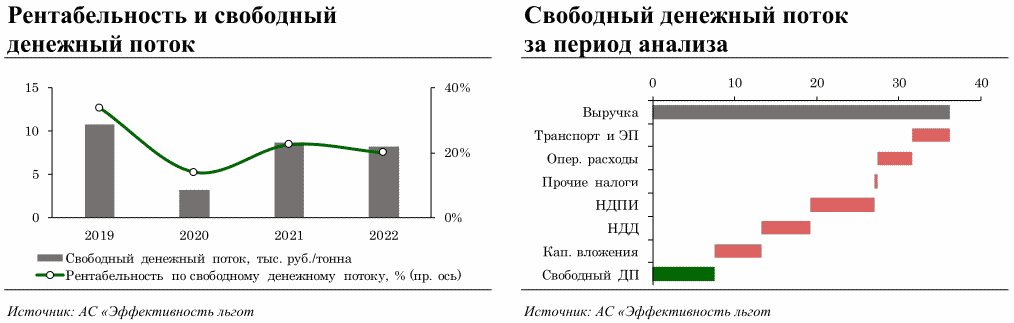 Рентабельность и свободный
денежный поток
15
10
5
0
40%
20%
0%
2019
2020
2021
2022
Свободный денежный поток, тыс. руб./тонна
Рентабельность по свободному денежному потоку, % (пр. ось)
Источник: АС «Эффективность льгот
Свободный денежный поток
за период анализа
0
10
20
30
40
Выручка
Транспорт и ЭП
Опер. расходы
Прочие налоги
НДПИ
НДД
Кап. вложения
Свободный ДП
Источник: АС «Эффективность льгот